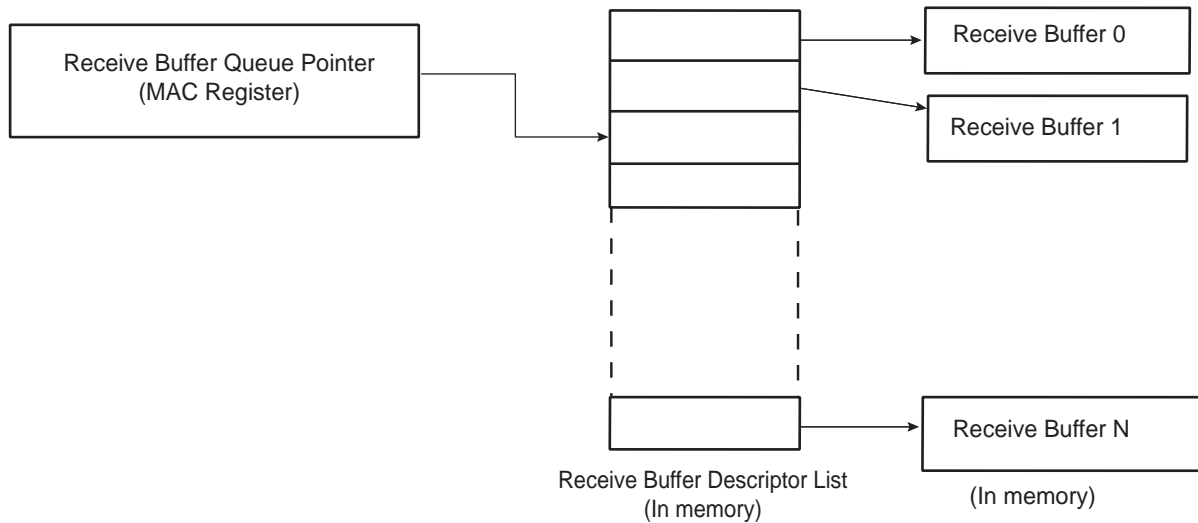 Receive Buffer Queue Pointer
(MAC Register)
Receive Buffer 0
Receive Buffer 1
Receive Buffer N
Receive Buffer Descriptor List
(In memory)
(In memory)